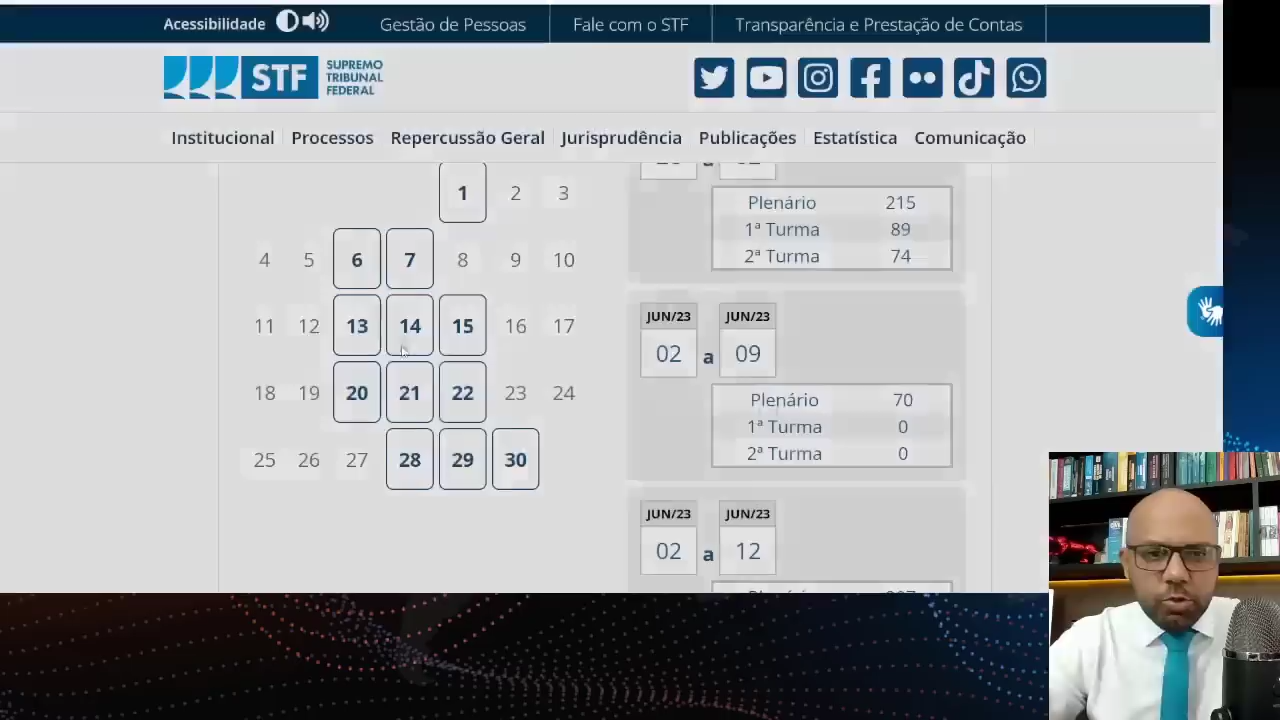 Acessibilidade
Gestão de Pessoas
Fale com o STF
Transparência e Prestação de Contas
STF
SUPREMO
TRIBUNAL
FEDERAL
Institucional
Processos
Repercussão Geral
Jurisprudência
Publicações
Estatística
Comunicação
1 2 3
4 5 6 7 8 9 10
11 12 13 14 15 16 17
18 19 20 21 22 23 24
25 26 27 28 29 30
a
Plenário 215
1ª Turma 89
2ª Turma 74
JUN/23 JUN/23
02 a 09
Plenário 70
1ª Turma 0
2ª Turma 0
JUN/23 JUN/23
02 a 12